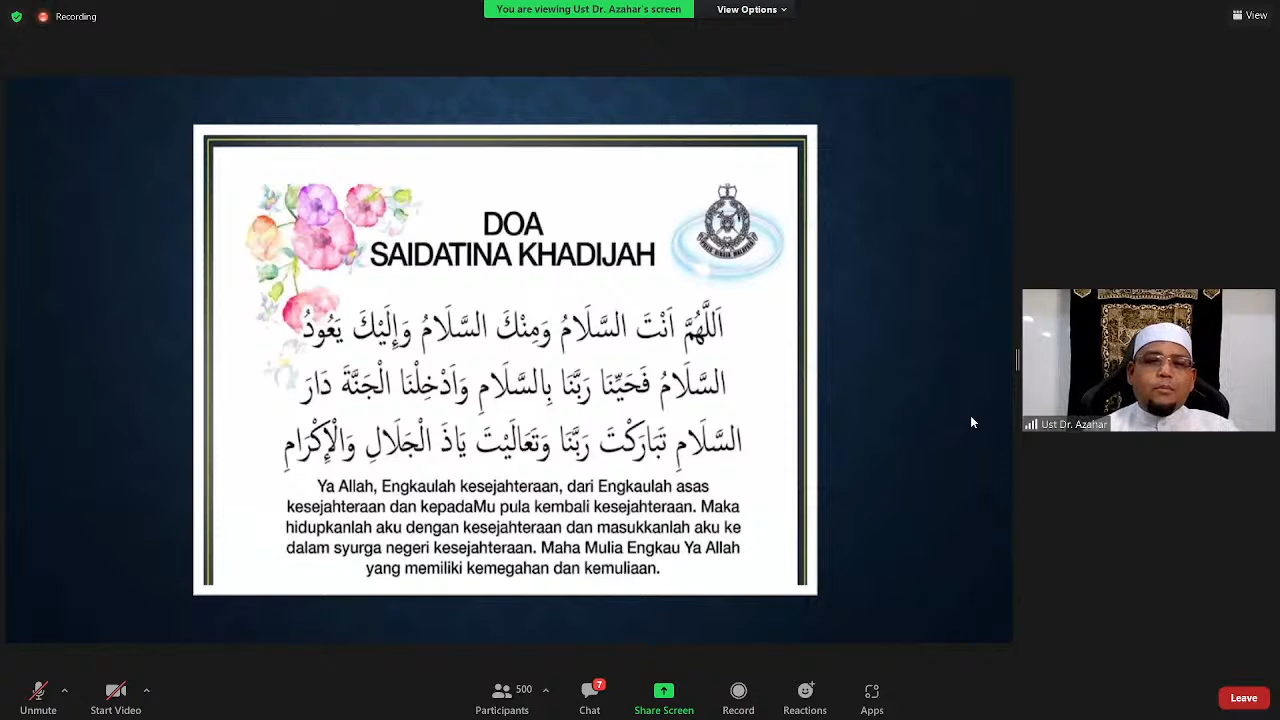 You are viewing Ust Dr. Azahar's screen
View Options
Recording
View
DOA
SAIDATINA KHADIJAH
اَللَّهُمَّ اَنْتَ السَّلَامُ وَمِنْكَ السَّلَامُ وَإِلَيْكَ يَعُودُ
السَّلَامُ فَحَيِّنَا رَبَّنَا بِالسَّلَامِ وَاَدْخِلْنَا الْجَنَّةَ دَارَ
السَّلَامِ تَبَارَكْتَ رَبَّنَا وَتَعَالَيْتَ يَاذَ الْجَلَالِ وَالْإِكْرَامِ
Ya Allah, Engkaulah kesejahteraan, dari Engkaulah asas
kesejahteraan dan kepadaMu pula kembali kesejahteraan. Maka
hidupkanlah aku dengan kesejahteraan dan masukkanlah aku ke
dalam syurga negeri kesejahteraan. Maha Mulia Engkau Ya Allah
yang memiliki kemegahan dan kemuliaan.
Ust Dr. Azahar
Unmute
Start Video
500
Participants
7
Chat
Share Screen
Record
Reactions
Apps
Leave